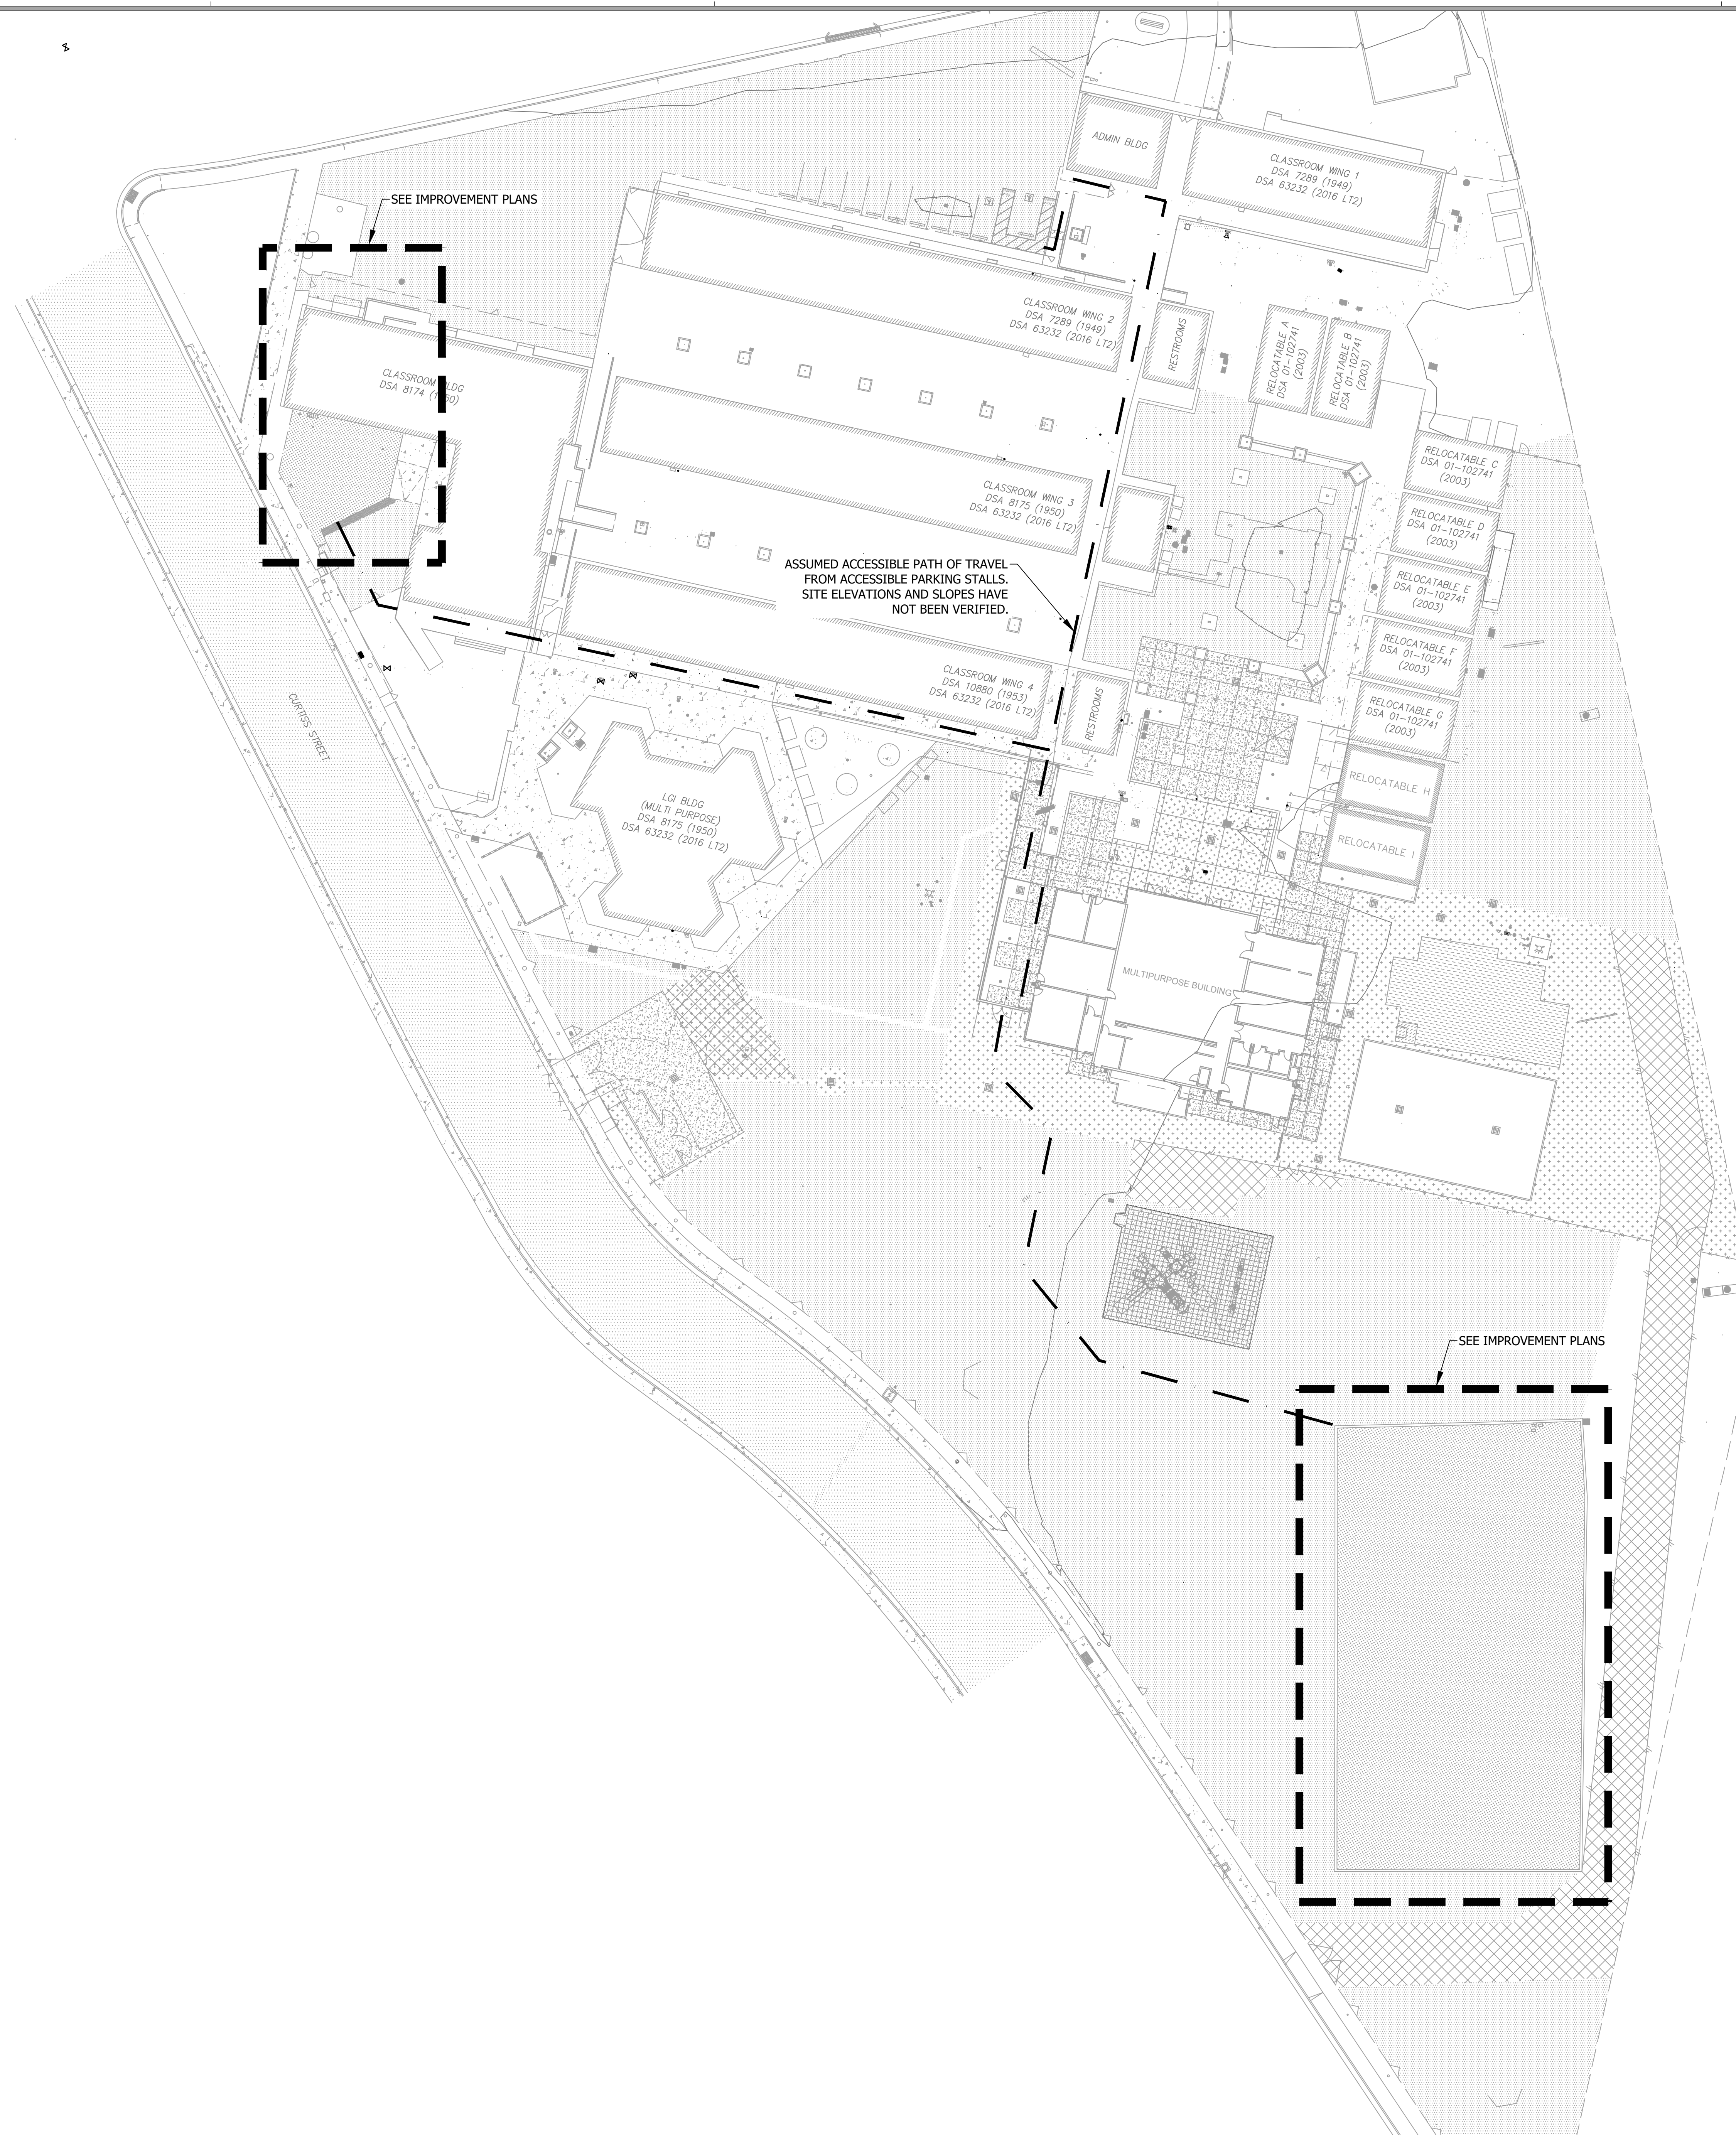 ADMIN BLDG
CLASSROOM WING 1
DSA 7289 (1949)
DSA 63232 (2016 LT2)
SEE IMPROVEMENT PLANS
CLASSROOM WING 2
DSA 7289 (1949)
DSA 63232 (2016 LT2)
RESTROOMS
RELOCATABLE A
DSA 01-102741
(2003)
RELOCATABLE B
DSA 01-102741
(2003)
CLASSROOM BLDG
DSA 8174 (1950)
RELOCATABLE C
DSA 01-102741
(2003)
CLASSROOM WING 3
DSA 8175 (1950)
DSA 63232 (2016 LT2)
RELOCATABLE D
DSA 01-102741
(2003)
ASSUMED ACCESSIBLE PATH OF TRAVEL
FROM ACCESSIBLE PARKING STALLS.
SITE ELEVATIONS AND SLOPES HAVE
NOT BEEN VERIFIED.
RELOCATABLE E
DSA 01-102741
(2003)
RELOCATABLE F
DSA 01-102741
(2003)
CLASSROOM WING 4
DSA 10880 (1953)
DSA 63232 (2016 LT2)
RESTROOMS
RELOCATABLE G
DSA 01-102741
(2003)
CURTISS STREET
RELOCATABLE H
LGI BLDG
(MULTI PURPOSE)
DSA 8175 (1950)
DSA 63232 (2016 LT2)
RELOCATABLE I
MULTIPURPOSE BUILDING
SEE IMPROVEMENT PLANS